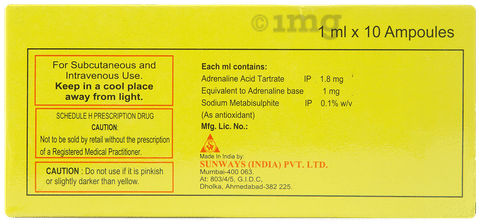 1mg
1 ml x 10 Ampoules
For Subcutaneous and
Intravenous Use.
Keep in a cool place
away from light.
SCHEDULE H PRESCRIPTION DRUG
CAUTION:
Not to be sold by retail without the prescription
of a Registered Medical Practitioner.
CAUTION : Do not use if it is pinkish
or slightly darker than yellow.
Each ml contains:
Adrenaline Acid Tartrate IP 1.8 mg
Equivalent to Adrenaline base 1 mg
Sodium Metabisulphite IP 0.1% w/v
(As antioxidant)
Mfg. Lic. No.:
Made in India by:
SUNWAYS (INDIA) PVT. LTD.
Mumbai-400 063.
At: 803/4/5, G.I.D.C,
Dholka, Ahmedabad-382 225.